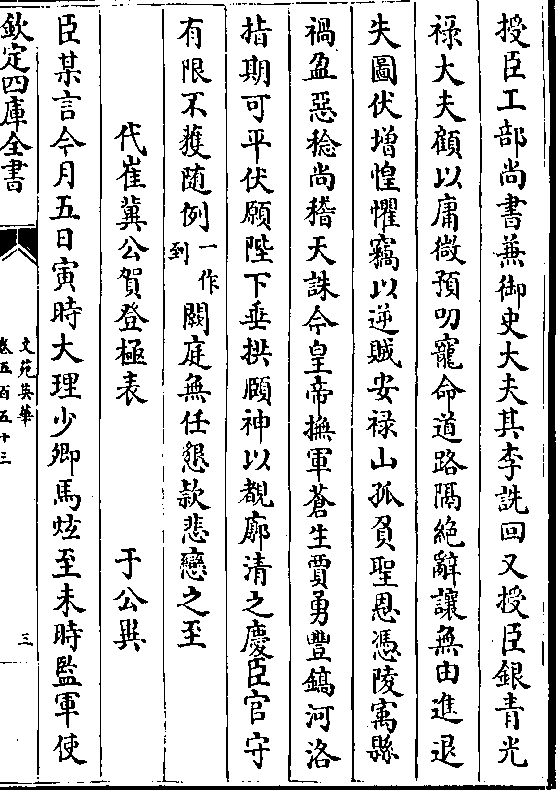 授臣工部尚書蕪御史大夫其李詵回又授臣銀青光
祿大夫顧以庸微預叨寵命道路隔絶辭讓無由進退
失圖伏增惶懼竊以逆賊安禄山孤負聖恩憑陵寓縣
禍盈惡稔尚稽天誅今皇帝撫軍蒼生賈勇豐鎬河洛
指期可平伏願陛下垂拱頤神以觀廓清之慶臣官守
有限不獲随例一作到闕庭無任懇款悲戀之至
代崔冀公賀登極表 于公異
臣某言今月五日寅時大理少卿馬炫至未時監軍使
欽定四庫全書
文苑英華
卷五百五十三
三